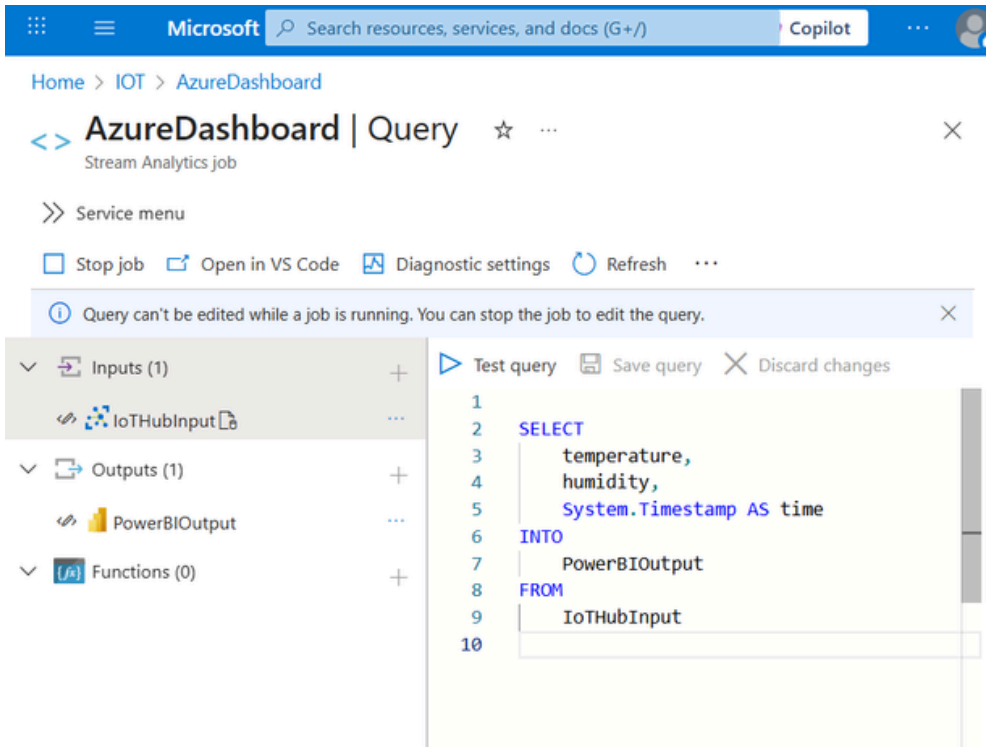 Microsoft Search resources, services, and docs (G+/) Copilot ...
Home > IOT > AzureDashboard
<> AzureDashboard | Query ...
Stream Analytics job
Service menu
Stop job Open in VS Code Diagnostic settings Refresh ...
Query can't be edited while a job is running. You can stop the job to edit the query.
Inputs (1)
IoTHubInput ...
Outputs (1)
PowerBIOutput ...
{fx} Functions (0)
Test query Save query Discard changes
1
2 SELECT
3 temperature,
4 humidity,
5 System.Timestamp AS time
6 INTO
7 PowerBIOutput
8 FROM
9 IoTHubInput
10